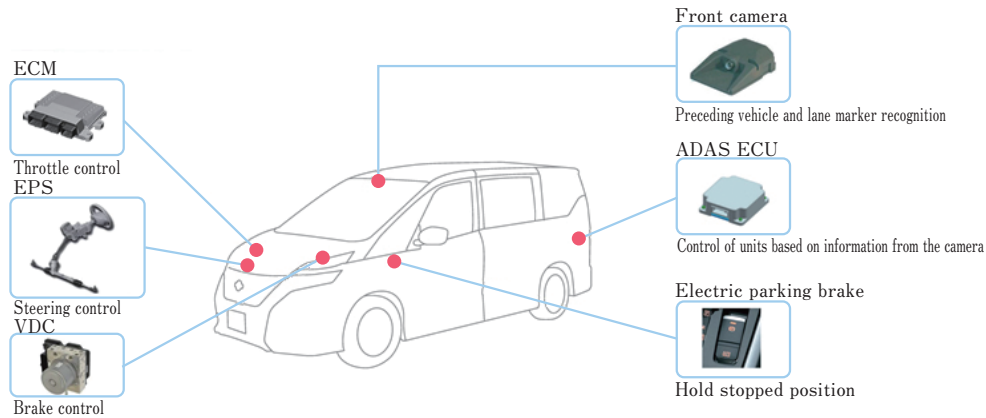 ECM
Throttle control
EPS
Steering control
VDC
Brake control
Front camera
Preceding vehicle and lane marker recognition
ADAS ECU
Control of units based on information from the camera
Electric parking brake
Hold stopped position